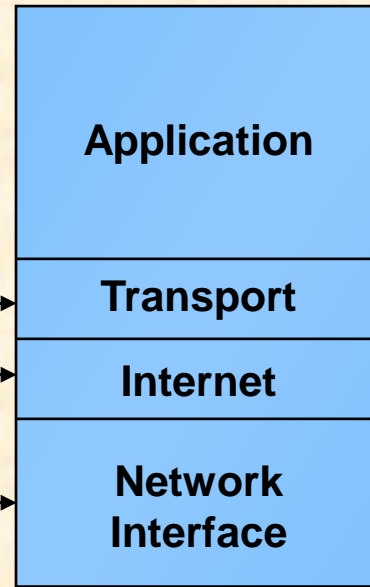 Application
Transport
Internet
Network
Interface